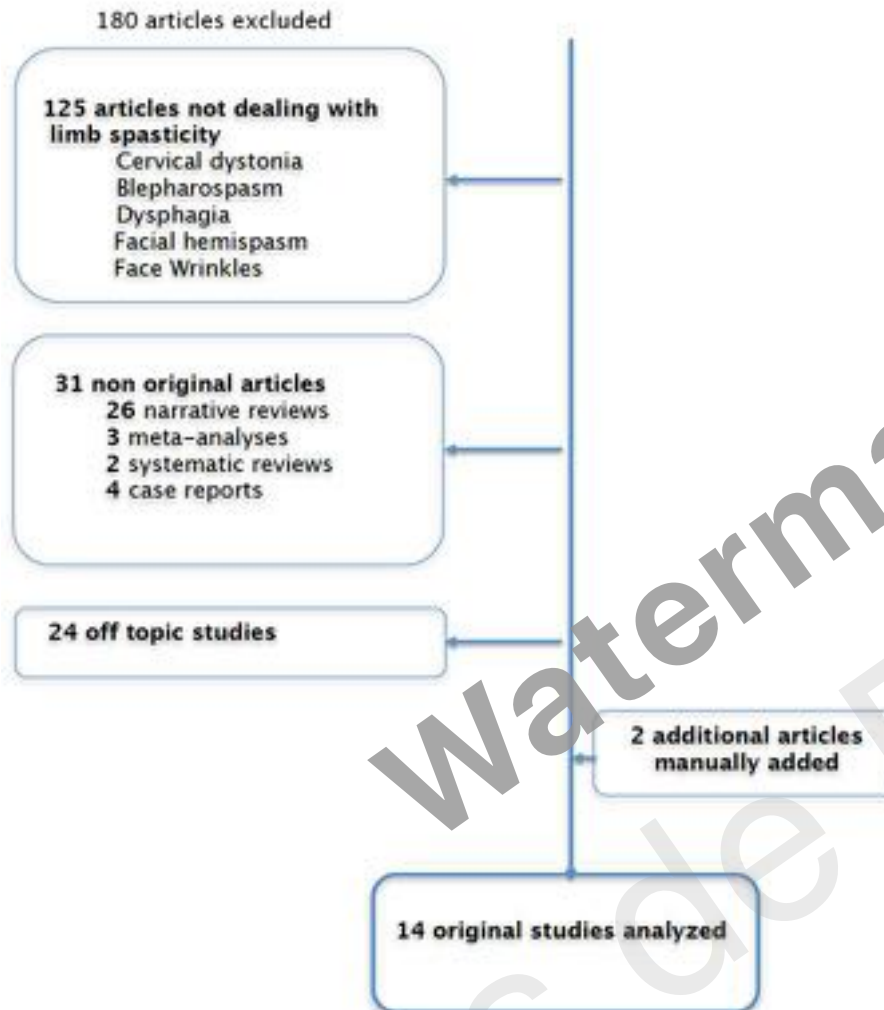 180 articles excluded
125 articles not dealing with
limb spasticity
Cervical dystonia
Blepharospasm
Dysphagia
Facial hemispasm
Face Wrinkles
31 non original articles
26 narrative reviews
3 meta-analyses
2 systematic reviews
4 case reports
24 off topic studies
2 additional articles
manually added
14 original studies analyzed
de